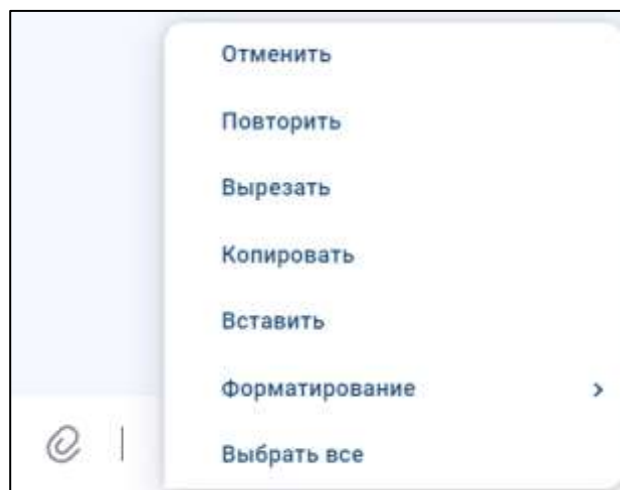 Отменить
Повторить
Вырезать
Копировать
Вставить
Форматирование
Выбрать все